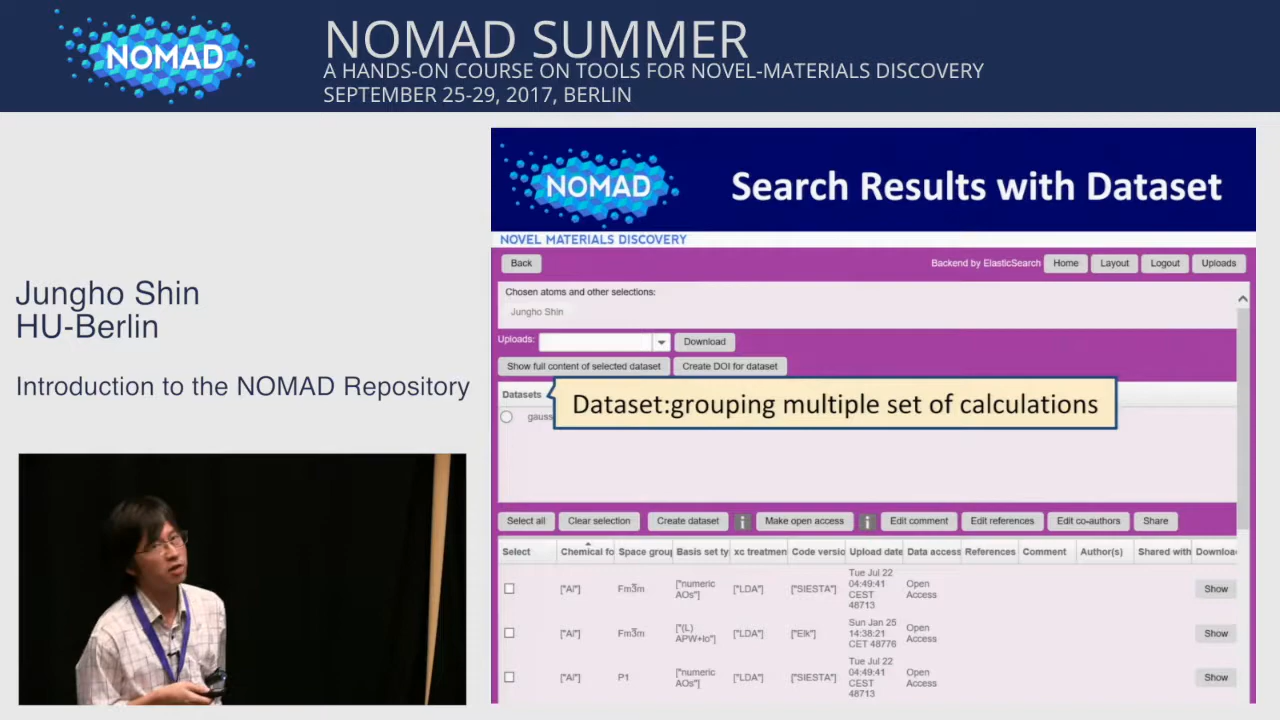 NOMAD
NOMAD SUMMER
A HANDS-ON COURSE ON TOOLS FOR NOVEL-MATERIALS DISCOVERY
SEPTEMBER 25-29, 2017, BERLIN
Jungho Shin
HU-Berlin
Introduction to the NOMAD Repository
NOMAD
Search Results with Dataset
NOVEL MATERIALS DISCOVERY
Back Backend by ElasticSearch Home Layout Logout Uploads
Chosen atoms and other selections:
Jungho Shin
Uploads: Download
Show full content of selected dataset Create DOI for dataset
Datasets
Dataset:grouping multiple set of calculations
gauss
Select all Clear selection Create dataset i Make open access i Edit comment Edit references Edit co-authors Share
Select Chemical fo Space group Basis set ty xc treatmen Code versio Upload date Data access References Comment Author(s) Shared with Downloa
["Al"] Fm3̅m ["numeric AOs"] ["LDA"] ["SIESTA"] Tue Jul 22 04:49:41 CEST 48713 Open Access Show
["Al"] Fm3̅m ["(L) APW+lo"] ["LDA"] ["Elk"] Sun Jan 25 14:38:21 CET 48776 Open Access Show
["Al"] P1 ["numeric AOs"] ["LDA"] ["SIESTA"] Tue Jul 22 04:49:41 CEST 48713 Open Access Show